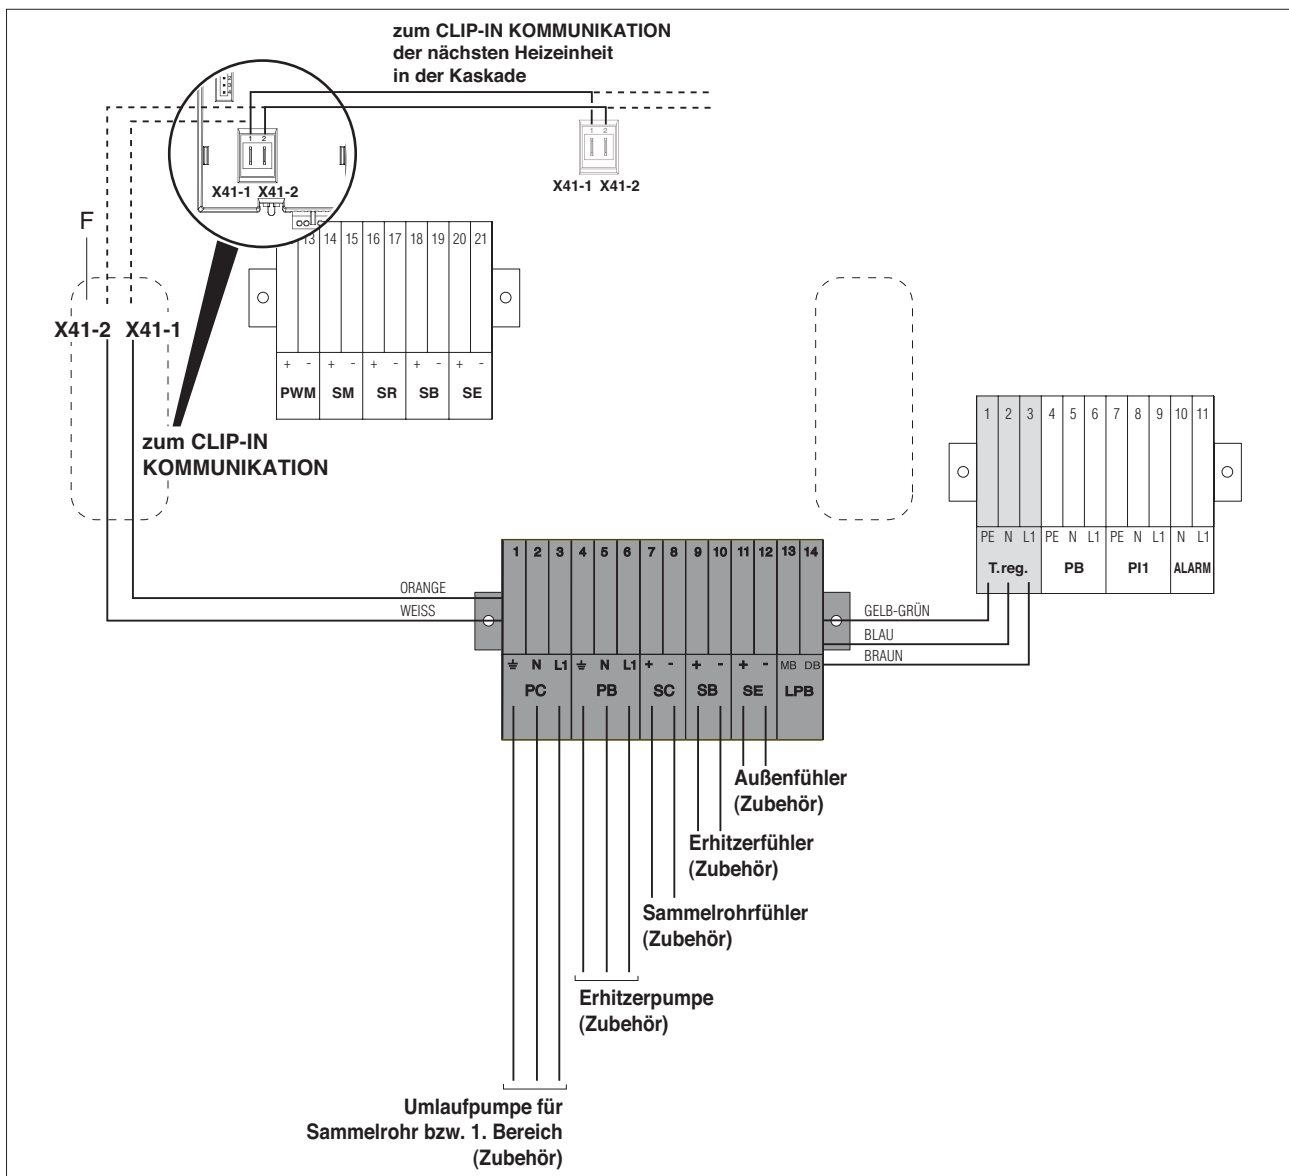 zum CLIP-IN KOMMUNIKATION
der nächsten Heizeinheit
in der Kaskade
1 2
X41-1 X41-2
1 2
X41-1 X41-2
F
13 14 15 16 17 18 19 20 21
X41-2 X41-1
+ - + - + - + - + -
PWM SM SR SB SE
zum CLIP-IN
KOMMUNIKATION
1 2 3 4 5 6 7 8 9 10 11
PE N L1 PE N L1 PE N L1 N L1
T.reg. PB PI1 ALARM
1 2 3 4 5 6 7 8 9 10 11 12 13 14
ORANGE
WEISS
GELB-GRÜN
BLAU
BRAUN
N L1 N L1 + - + - + - MB DB
PC PB SC SB SE LPB
Außenfühler
(Zubehör)
Erhitzerfühler
(Zubehör)
Sammelrohrfühler
(Zubehör)
Erhitzerpumpe
(Zubehör)
Umlaufpumpe für
Sammelrohr bzw. 1. Bereich
(Zubehör)